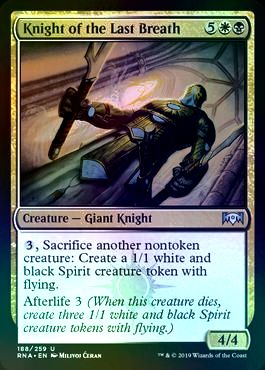 Knight of the Last Breath 5
Creature — Giant Knight
3, Sacrifice another nontoken
creature: Create a 1/1 white and
black Spirit creature token with
flying.
Afterlife 3 (When this creature dies,
create three 1/1 white and black
Spirit creature tokens with flying.)
4/4
188/259 U
RNA • EN MILIVOJ ĆERAN
™ & © 2019 Wizards of the Coast